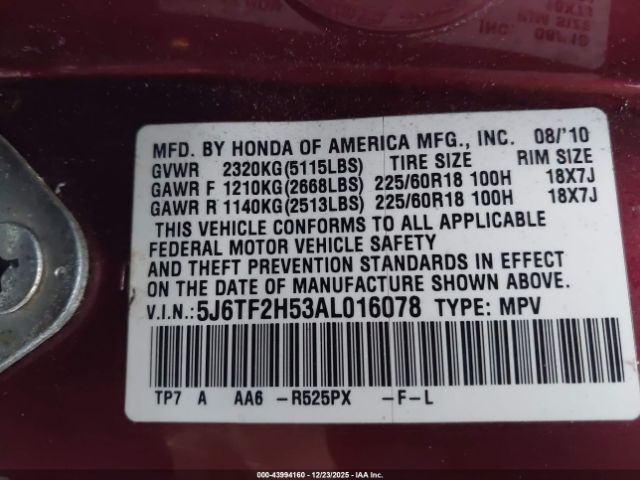 MFD. BY HONDA OF AMERICA MFG., INC. 08/'10
GVWR 2320KG(5115LBS) TIRE SIZE RIM SIZE
GAWR F 1210KG(2668LBS) 225/60R18 100H 18X7J
GAWR R 1140KG(2513LBS) 225/60R18 100H 18X7J
THIS VEHICLE CONFORMS TO ALL APPLICABLE
FEDERAL MOTOR VEHICLE SAFETY
AND THEFT PREVENTION STANDARDS IN EFFECT
ON THE DATE OF MANUFACTURE SHOWN ABOVE.
V.I.N.: 5J6TF2H53AL016078 TYPE: MPV
TP7 A AA6 -R525PX -F-L
00-43994160 - 12/23/2025 - IAA Inc.